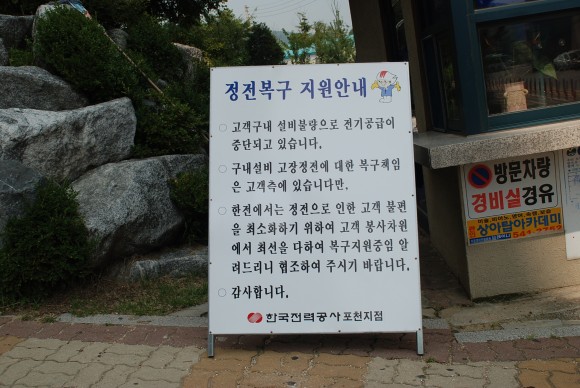 정전복구 지원안내
○ 고객구내 설비불량으로 전기공급이
중단되고 있습니다.
○ 구내설비 고장정전에 대한 복구책임
은 고객측에 있습니다만,
○ 한전에서는 정전으로 인한 고객 불편
을 최소화하기 위하여 고객 봉사차원
에서 최선을 다하여 복구지원중임 알
려드리니 협조하여 주시기 바랍니다.
○ 감사합니다.
한국전력공사 포천지점
방문차량
경비실경유
상아탑아카데미